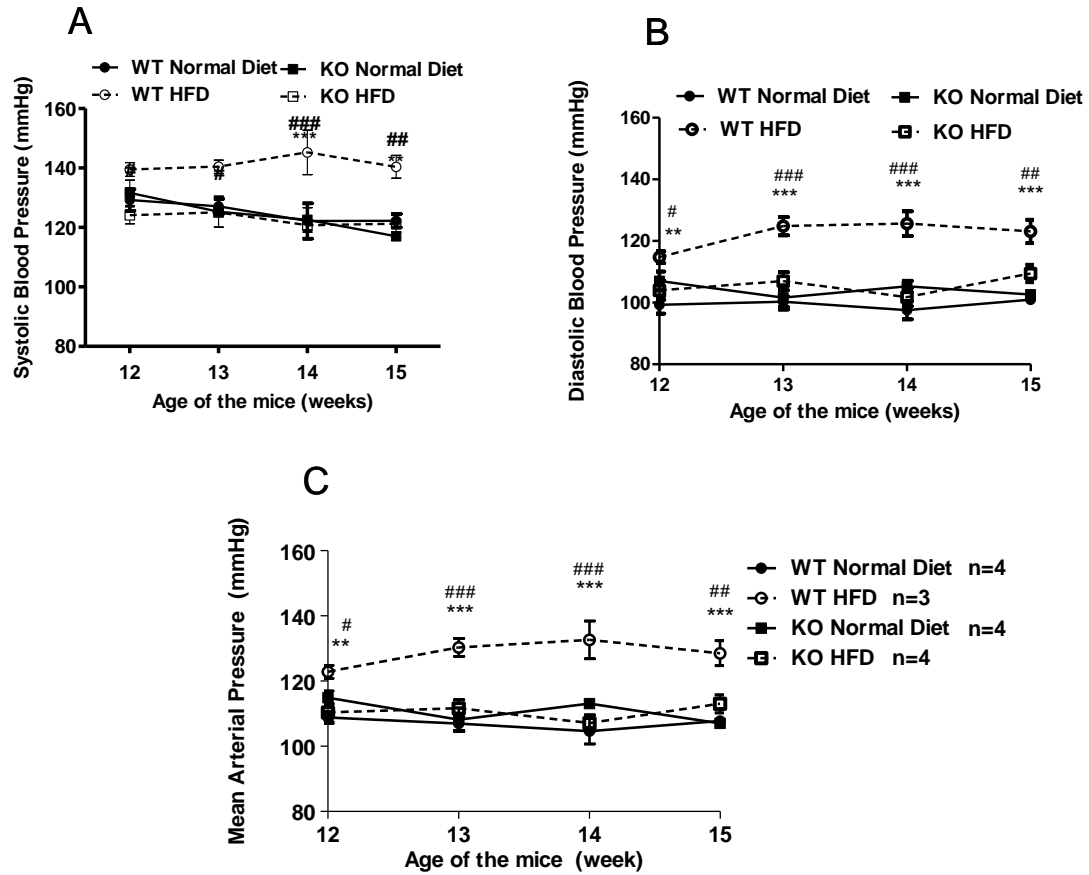 A
WT Normal Diet KO Normal Diet
WT HFD KO HFD
Systolic Blood Pressure (mmHg)
160
140
120
100
80
###
***
##
**
#
#
12 13 14 15
Age of the mice (weeks)
B
WT Normal Diet KO Normal Diet
WT HFD KO HFD
Diastolic Blood Pressure (mmHg)
160
140
120
100
80
#
**
###
***
###
***
##
***
12 13 14 15
Age of the mice (weeks)
C
Mean Arterial Pressure (mmHg)
160
140
120
100
80
#
**
###
***
###
***
##
***
12 13 14 15
Age of the mice (week)
WT Normal Diet n=4
WT HFD n=3
KO Normal Diet n=4
KO HFD n=4